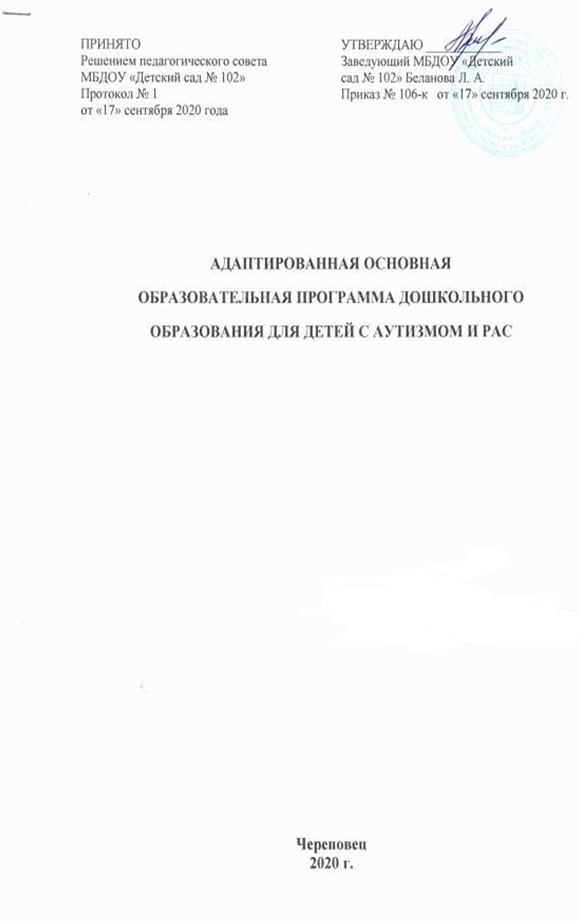 ПРИНЯТО
Решением педагогического совета
МБДОУ «Детский сад № 102»
Протокол № 1
от «17» сентября 2020 года
УТВЕРЖДАЮ ___________
Заведующий МБДОУ «Детский
сад № 102» Беланова Л. А.
Приказ № 106-к от «17» сентября 2020 г.
АДАПТИРОВАННАЯ ОСНОВНАЯ
ОБРАЗОВАТЕЛЬНАЯ ПРОГРАММА ДОШКОЛЬНОГО
ОБРАЗОВАНИЯ ДЛЯ ДЕТЕЙ С АУТИЗМОМ И РАС
Череповец
2020 г.